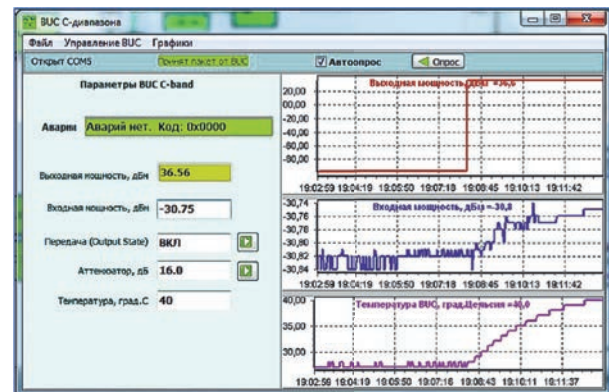 BUC C-диапазона
Файл Управление BUC Графики
Открыт COM5 Принят пакет от BUC Автоопрос Опрос
Параметры BUC C-band
Аварии Аварий нет. Код: 0x0000
Выходная мощность, дБм 36.56
Входная мощность, дБм -30.75
Передача (Output State) ВКЛ
Аттенюатор, дБ 16.0
Температура, град.С 40
Выходная мощность, дБм =36,6
20,00
00,00
-20,00
-40,00
-60,00
-80,00
19:02:59 19:04:19 19:05:50 19:07:18 19:08:45 19:10:13 19:11:42
Входная мощность, дБм =-30,8
-30,74
-30,76
-30,78
-30,80
-30,82
-30,84
19:02:59 19:04:19 19:05:50 19:07:18 19:08:45 19:10:13 19:11:42
Температура BUC, град.Цельсия =40,0
40,00
35,00
30,00
19:02:59 19:04:19 19:05:50 19:07:16 19:08:43 19:10:11 19:11:37